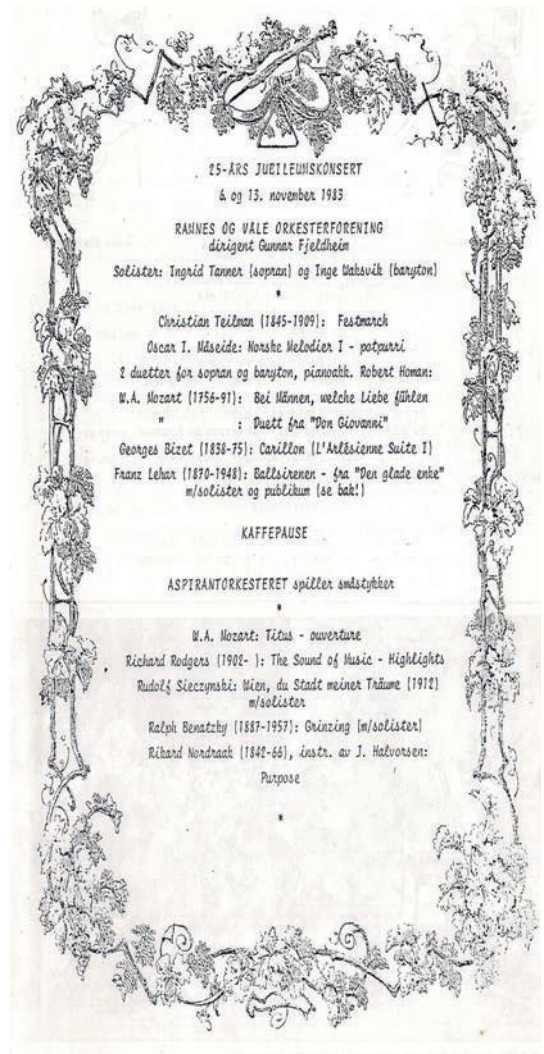 25-ÅRS JUBILEUMSKONSERT
6 og 13. november 1983
RAMNES OG VÅLE ORKESTERFORENING
dirigent Gunnar Fjeldheim
Solister: Ingrid Tanner (sopran) og Inge Waksvik (baryton)
*
Christian Teilman (1845-1909): Festmarch
Oscar I. Måseide: Norske Melodier I - potpurri
2 duetter for sopran og baryton, pianoakk. Robert Homan:
W.A. Mozart (1756-91): Bei Männen, welche Liebe fühlen
" : Duett fra "Don Giovanni"
Georges Bizet (1838-75): Carillon (L'Arlésienne Suite I)
Franz Lehar (1870-1948): Ballsirenen - fra "Den glade enke"
m/solister og publikum (se bak!)
KAFFEPAUSE
ASPIRANTORKESTERET spiller småstykker
*
W.A. Mozart: Titus - ouverture
Richard Rodgers (1902- ): The Sound of Music - Highlights
Rudolf Sieczynski: Wien, du Stadt meiner Träume (1912)
m/solister
Ralph Benatzky (1887-1957): Grinzing (m/solister)
Rikard Nordraak (1842-66), instr. av J. Halvorsen:
Purpose
*